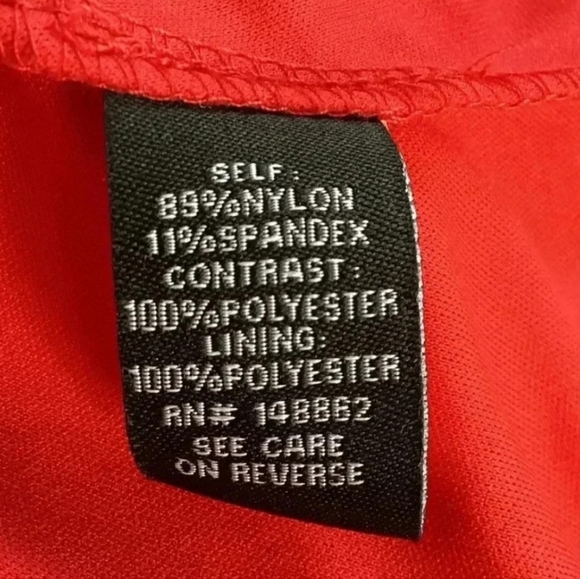 SELF:
89%NYLON
11%SPANDEX
CONTRAST:
100%POLYESTER
LINING:
100%POLYESTER
RN# 148862
SEE CARE
ON REVERSE